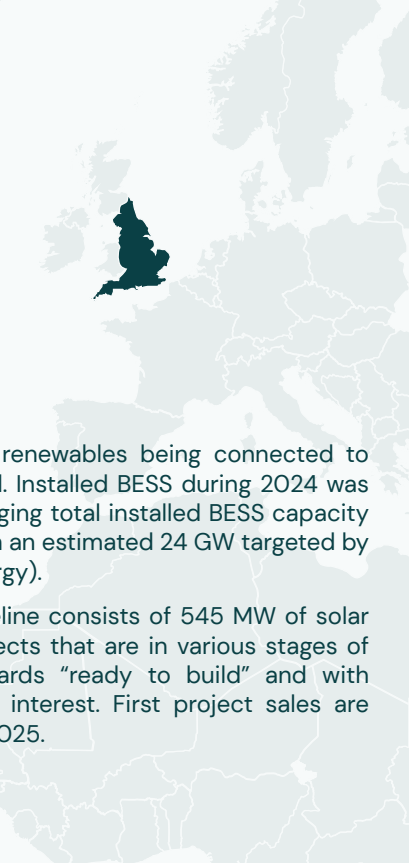 renewables being connected to
. Installed BESS during 2024 was
ging total installed BESS capacity
an estimated 24 GW targeted by
rgy).
line consists of 545 MW of solar
ects that are in various stages of
ards “ready to build” and with
interest. First project sales are
025.